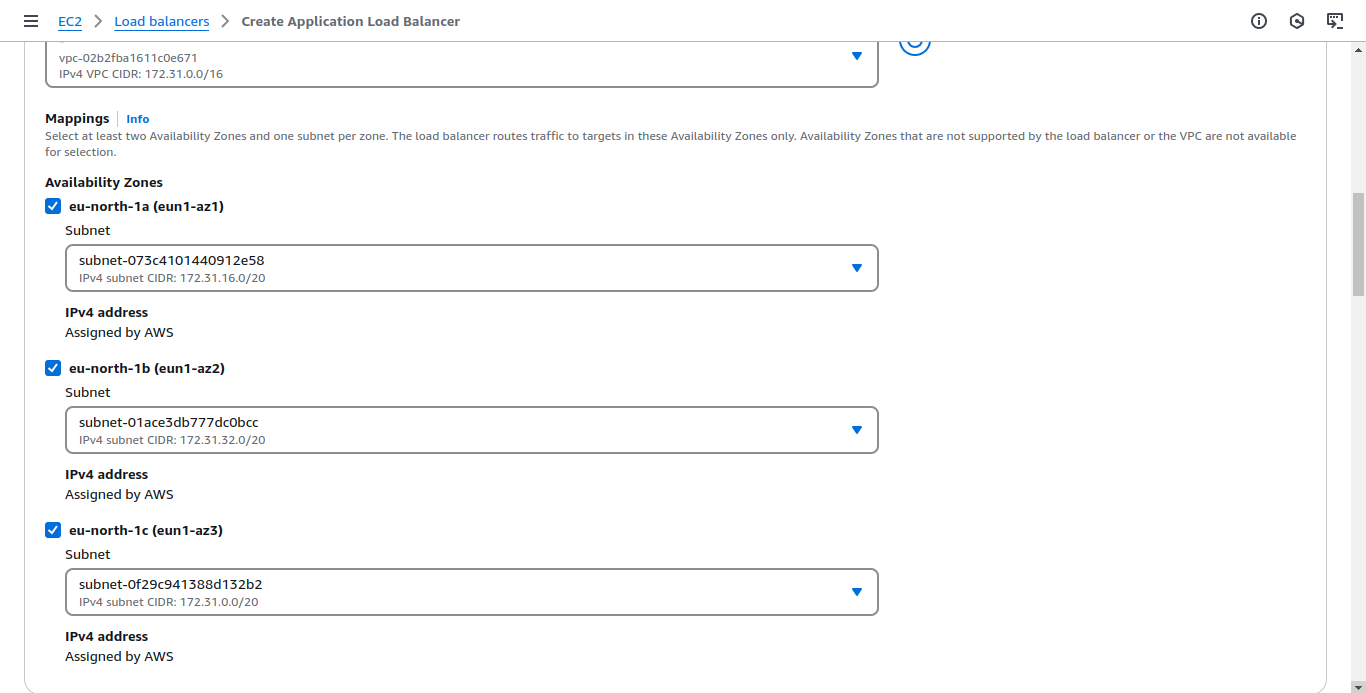 EC2 > Load balancers > Create Application Load Balancer
vpc-02b2fba1611c0e671
IPv4 VPC CIDR: 172.31.0.0/16
Mappings | Info
Select at least two Availability Zones and one subnet per zone. The load balancer routes traffic to targets in these Availability Zones only. Availability Zones that are not supported by the load balancer or the VPC are not available
for selection.
Availability Zones
eu-north-1a (eun1-az1)
Subnet
subnet-073c4101440912e58
IPv4 subnet CIDR: 172.31.16.0/20
IPv4 address
Assigned by AWS
eu-north-1b (eun1-az2)
Subnet
subnet-01ace3db777dc0bcc
IPv4 subnet CIDR: 172.31.32.0/20
IPv4 address
Assigned by AWS
eu-north-1c (eun1-az3)
Subnet
subnet-0f29c941388d132b2
IPv4 subnet CIDR: 172.31.0.0/20
IPv4 address
Assigned by AWS